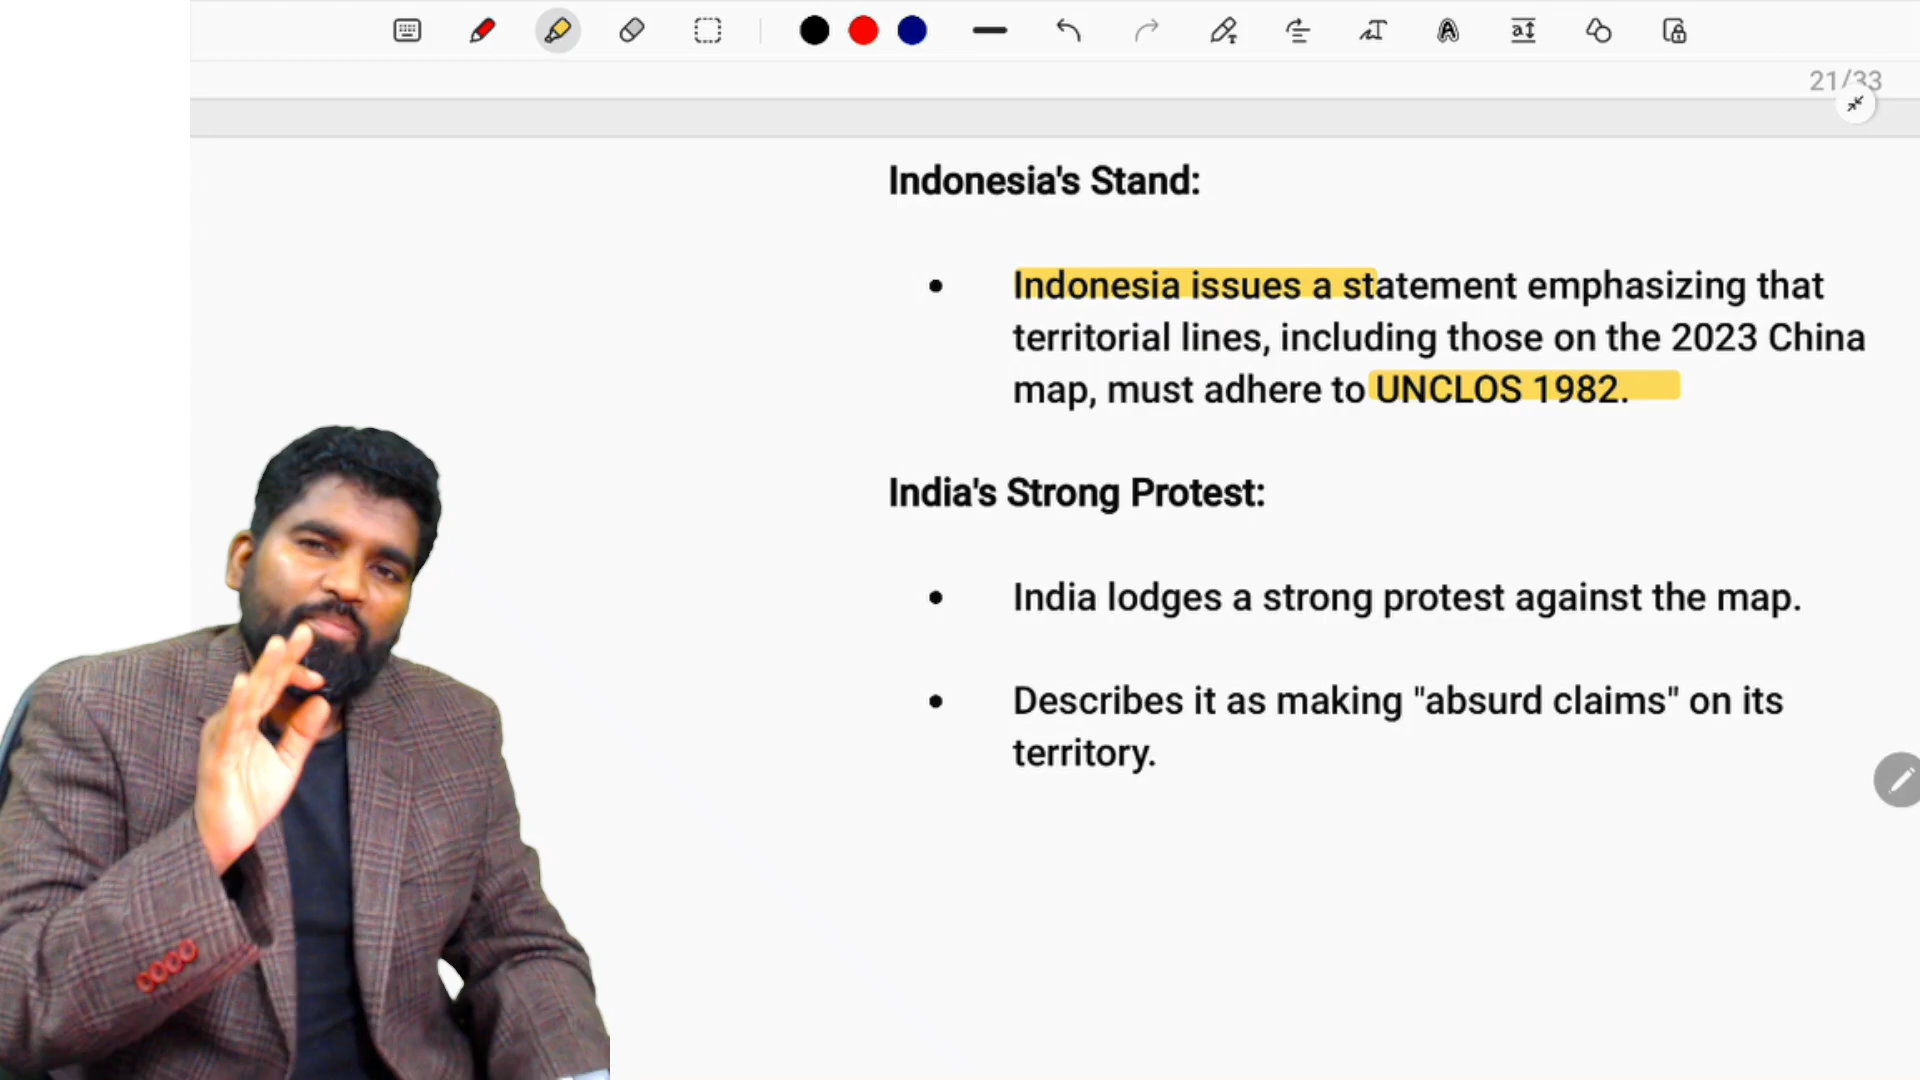 21/33
Indonesia's Stand:
• Indonesia issues a statement emphasizing that
territorial lines, including those on the 2023 China
map, must adhere to UNCLOS 1982.
India's Strong Protest:
• India lodges a strong protest against the map.
• Describes it as making "absurd claims" on its
territory.